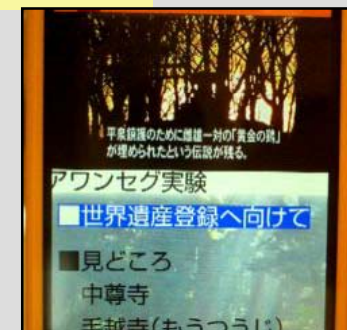 平泉鎮護のために雌雄一対の「黄金の鶏」
が埋められたという伝説が残る。
アワンセグ実験
■世界遺産登録へ向けて
■見どころ
中尊寺
毛越寺(もうつうじ)